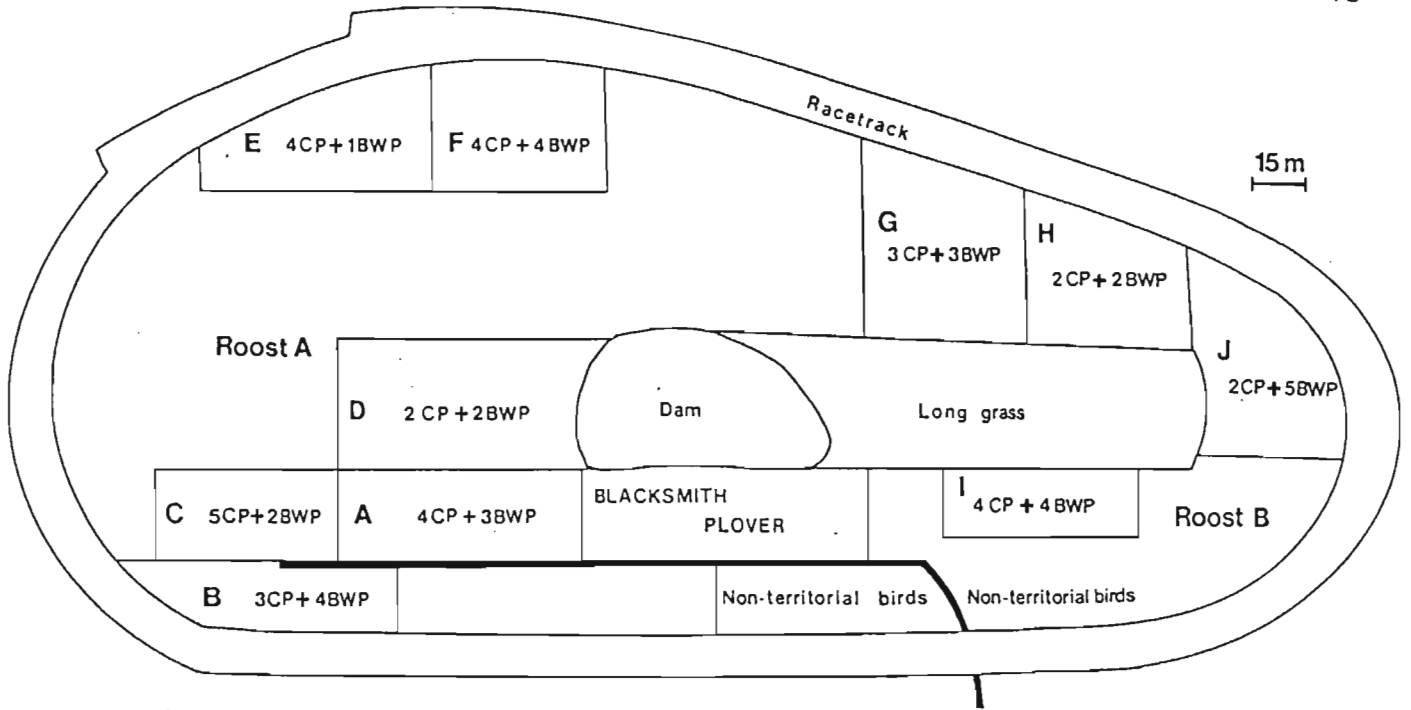 Racetrack
E 4CP+1BWP
F 4CP+4BWP
15 m
G
3CP+3BWP
H
2CP+2BWP
Roost A
J
2CP+5BWP
D 2CP+2BWP
Dam
Long grass
C 5CP+2BWP
A 4CP+3BWP
BLACKSMITH
PLOVER
I
4CP+4BWP
Roost B
B 3CP+4BWP
Non-territorial birds
Non-territorial birds